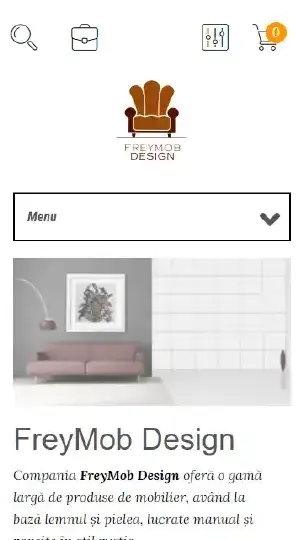 0
FREYMOB
DESIGN
Menu
FreyMob Design
Compania FreyMob Design oferă o gamă
largă de produse de mobilier, având la
bază lemnul și pielea, lucrate manual și